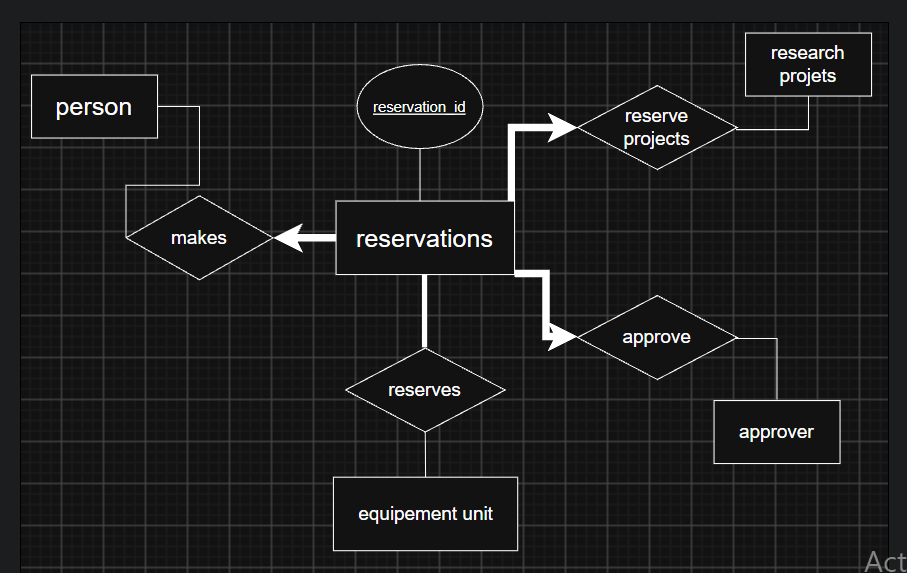 research
projets
person
reservation_id
reserve
projects
makes
reservations
approve
reserves
approver
equipement unit
Act